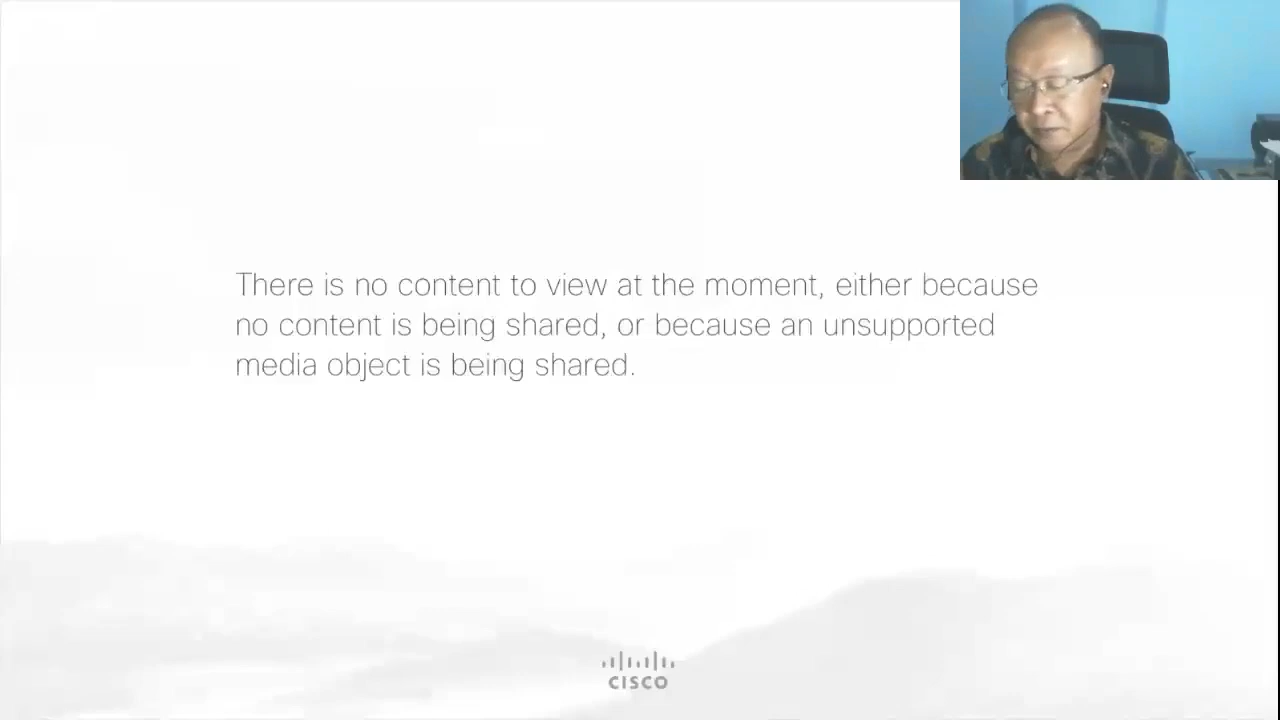 There is no content to view at the moment, either because
no content is being shared, or because an unsupported
media object is being shared.
CISCO